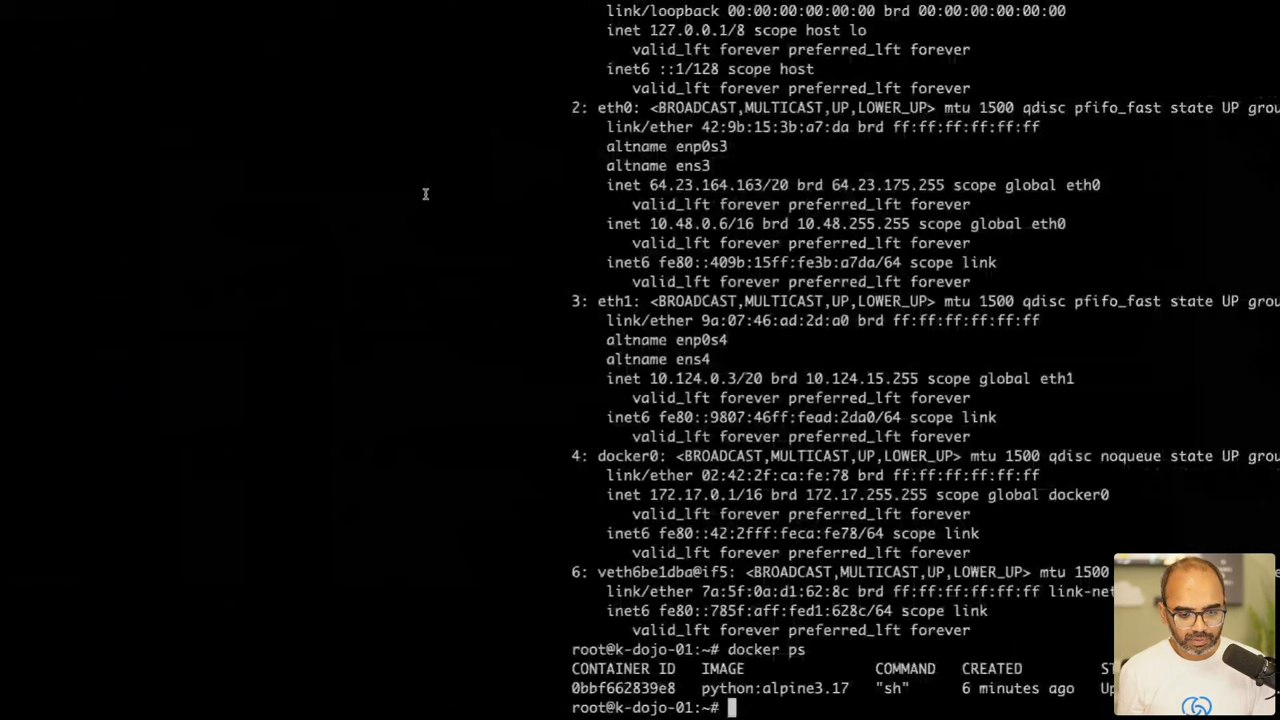 link/loopback 00:00:00:00:00:00 brd 00:00:00:00:00:00
inet 127.0.0.1/8 scope host lo
valid_lft forever preferred_lft forever
inet6 ::1/128 scope host
valid_lft forever preferred_lft forever
2: eth0: <BROADCAST,MULTICAST,UP,LOWER_UP> mtu 1500 qdisc pfifo_fast state UP grou
link/ether 42:9b:15:3b:a7:da brd ff:ff:ff:ff:ff:ff
altname enp0s3
altname ens3
inet 64.23.164.163/20 brd 64.23.175.255 scope global eth0
valid_lft forever preferred_lft forever
inet 10.48.0.6/16 brd 10.48.255.255 scope global eth0
valid_lft forever preferred_lft forever
inet6 fe80::409b:15ff:fe3b:a7da/64 scope link
valid_lft forever preferred_lft forever
3: eth1: <BROADCAST,MULTICAST,UP,LOWER_UP> mtu 1500 qdisc pfifo_fast state UP grou
link/ether 9a:07:46:ad:2d:a0 brd ff:ff:ff:ff:ff:ff
altname enp0s4
altname ens4
inet 10.124.0.3/20 brd 10.124.15.255 scope global eth1
valid_lft forever preferred_lft forever
inet6 fe80::9807:46ff:fead:2da0/64 scope link
valid_lft forever preferred_lft forever
4: docker0: <BROADCAST,MULTICAST,UP,LOWER_UP> mtu 1500 qdisc noqueue state UP grou
link/ether 02:42:2f:ca:fe:78 brd ff:ff:ff:ff:ff:ff
inet 172.17.0.1/16 brd 172.17.255.255 scope global docker0
valid_lft forever preferred_lft forever
inet6 fe80::42:2fff:feca:fe78/64 scope link
valid_lft forever preferred_lft forever
6: veth6be1dba@if5: <BROADCAST,MULTICAST,UP,LOWER_UP> mtu 1500
link/ether 7a:5f:0a:d1:62:8c brd ff:ff:ff:ff:ff:ff link-net
inet6 fe80::785f:aff:fed1:628c/64 scope link
valid_lft forever preferred_lft forever
root@k-dojo-01:~# docker ps
CONTAINER ID IMAGE COMMAND CREATED ST
0bbf662839e8 python:alpine3.17 "sh" 6 minutes ago Up
root@k-dojo-01:~#